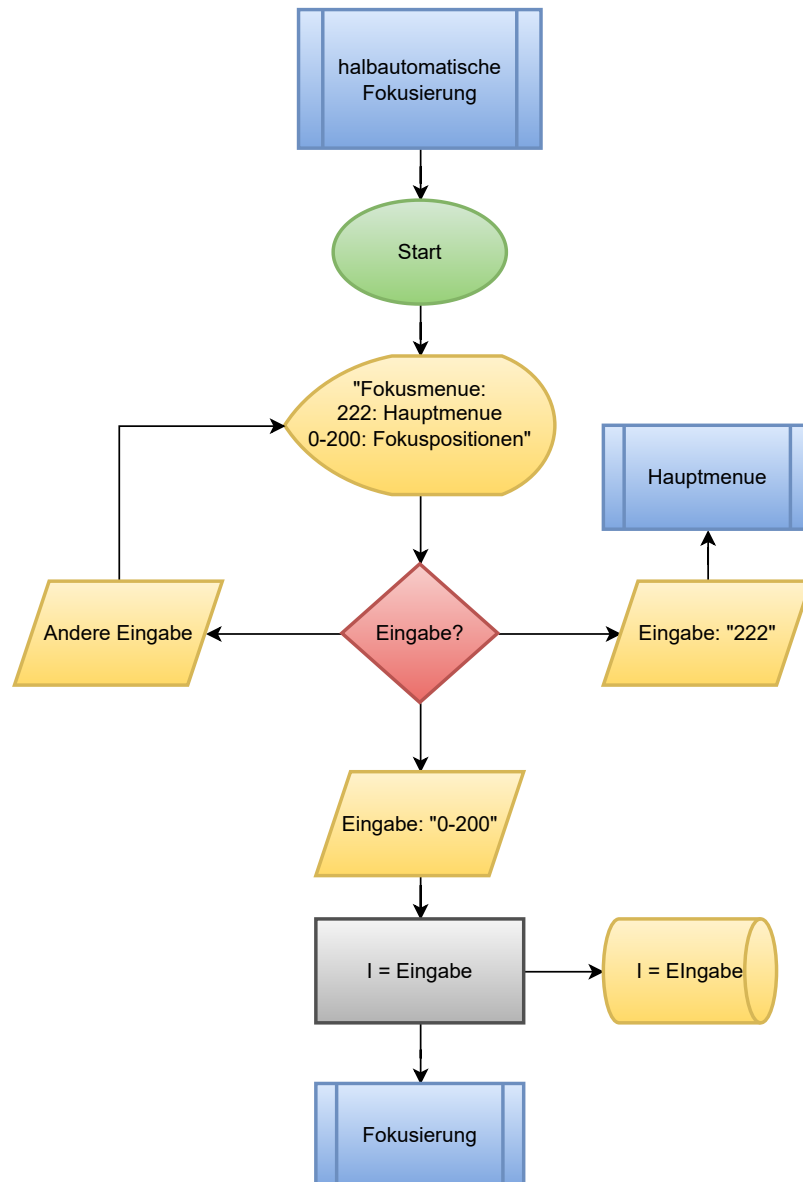 halbautomatische
Fokusierung
Start
"Fokusmenue:
222: Hauptmenue
0-200: Fokuspositionen"
Hauptmenue
Andere Eingabe
Eingabe?
Eingabe: "222"
Eingabe: "0-200"
I = Eingabe
I = EIngabe
Fokusierung